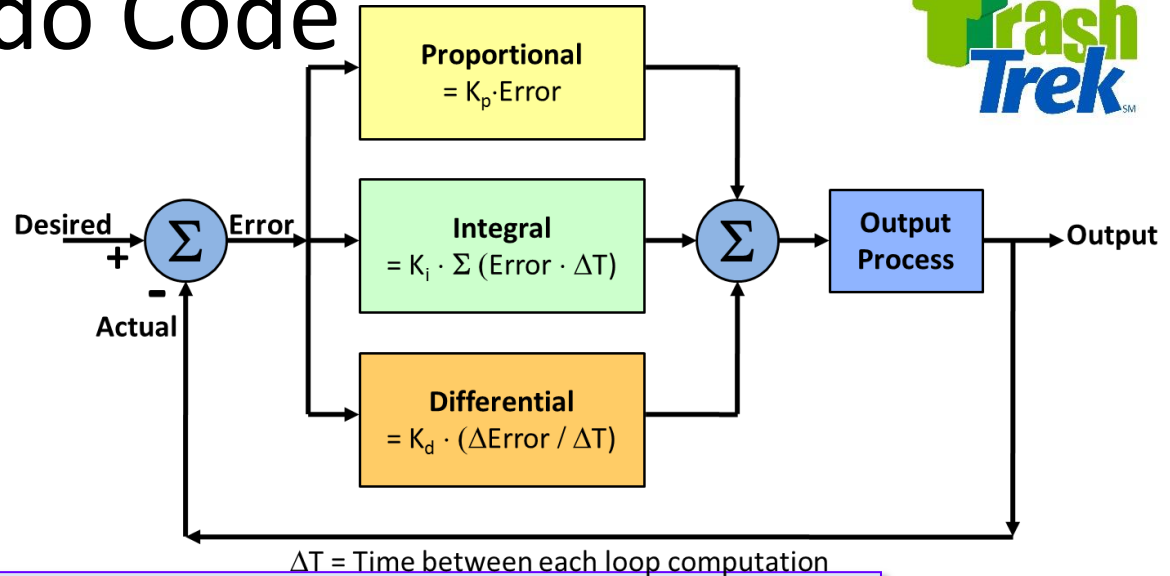 do Code
Trash
Trek SM
Proportional
= Kp·Error
Desired
+
Σ
Error
-
Actual
Integral
= Ki · Σ (Error · ΔT)
Σ
Output
Process
Output
Differential
= Kd · (ΔError / ΔT)
ΔT = Time between each loop computation